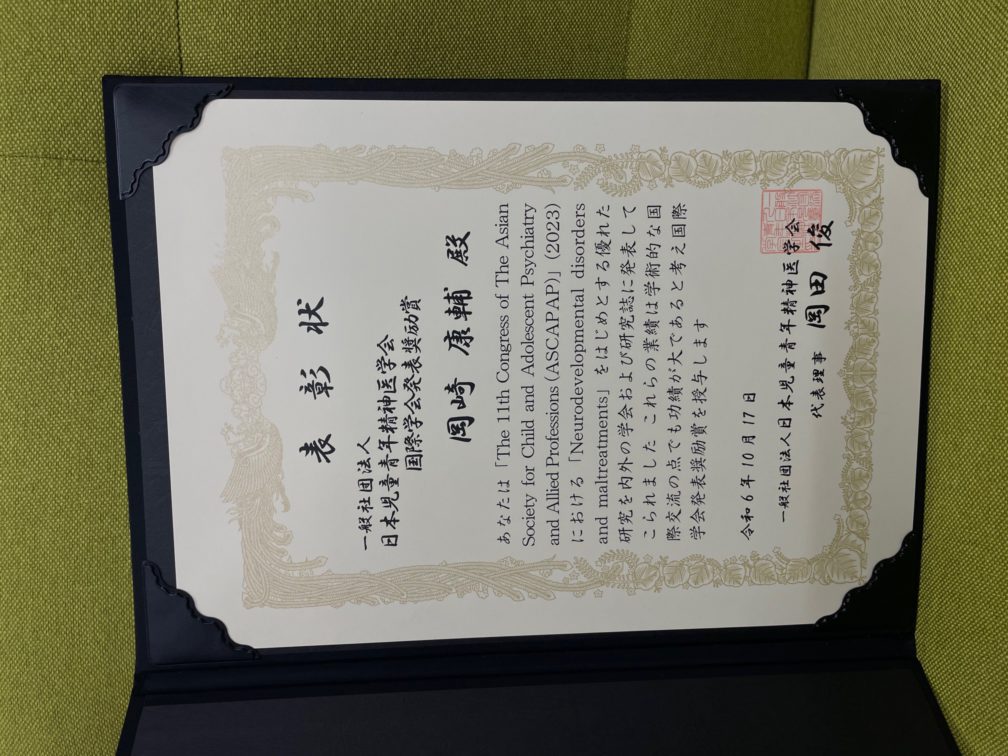 表彰状
一般社団法人
日本児童青年精神医学会
国際学会発表奨励賞
岡崎 康輔 殿
あなたは「The 11th Congress of The Asian
Society for Child and Adolescent Psychiatry
and Allied Professions (ASCAPAP)」(2023)
における「Neurodevelopmental disorders
and maltreatments」をはじめとする優れた
研究を内外の学会および研究誌に発表して
こられました これらの業績は学術的な国
際交流の点でも功績が大であると考え国際
学会発表奨励賞を授与します
令和6年10月17日
一般社団法人日本児童青年精神医学会
代表理事 岡田 俊